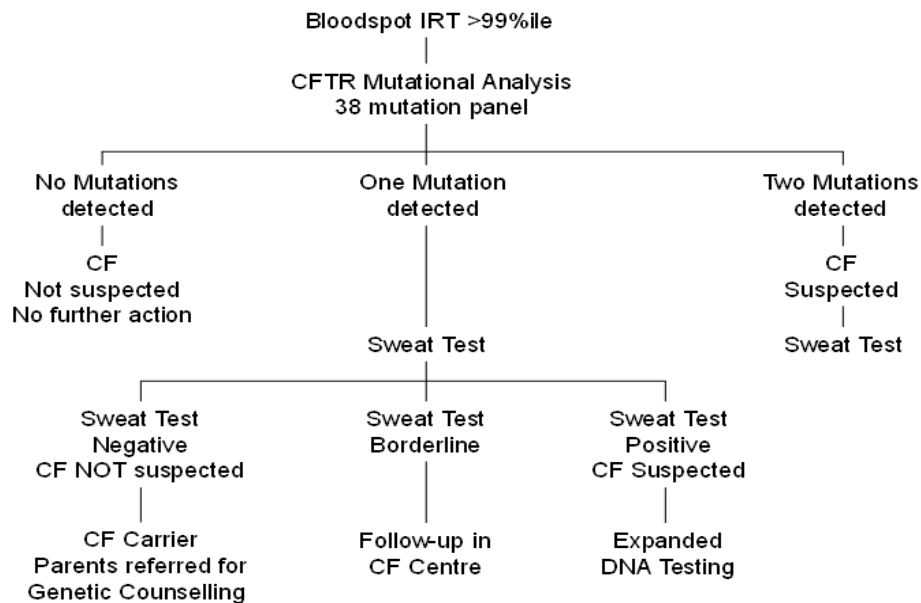 Bloodspot IRT >99%ile
CFTR Mutational Analysis
38 mutation panel
No Mutations
detected
One Mutation
detected
Two Mutations
detected
CF
Not suspected
No further action
CF
Suspected
Sweat Test
Sweat Test
Sweat Test
Negative
CF NOT suspected
Sweat Test
Borderline
Sweat Test
Positive
CF Suspected
CF Carrier
Parents referred for
Genetic Counselling
Follow-up in
CF Centre
Expanded
DNA Testing